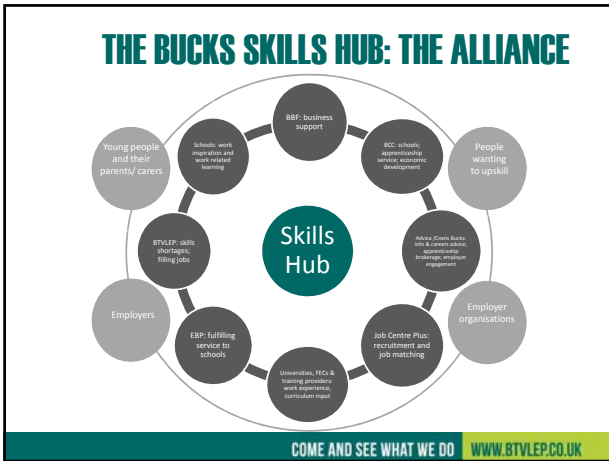 THE BUCKS SKILLS HUB: THE ALLIANCE
BBF: business
support
Schools: work
inspiration and
work related
learning
BCC: schools;
apprenticeship
service; economic
development
Young people
and their
parents/ carers
People
wanting
to upskill
BTVLEP: skills
shortages;
filling jobs
Skills
Hub
info & careers advice;
apprenticeship
brokerage; employer
engagement
Employers
Employer
organisations
EBP: fulfilling
service to
schools
Job Centre Plus:
recruitment and
job matching
Universities, FECs &
training providers:
work experience,
curriculum input
COME AND SEE WHAT WE DO
WWW.BTVLEP.CO.UK